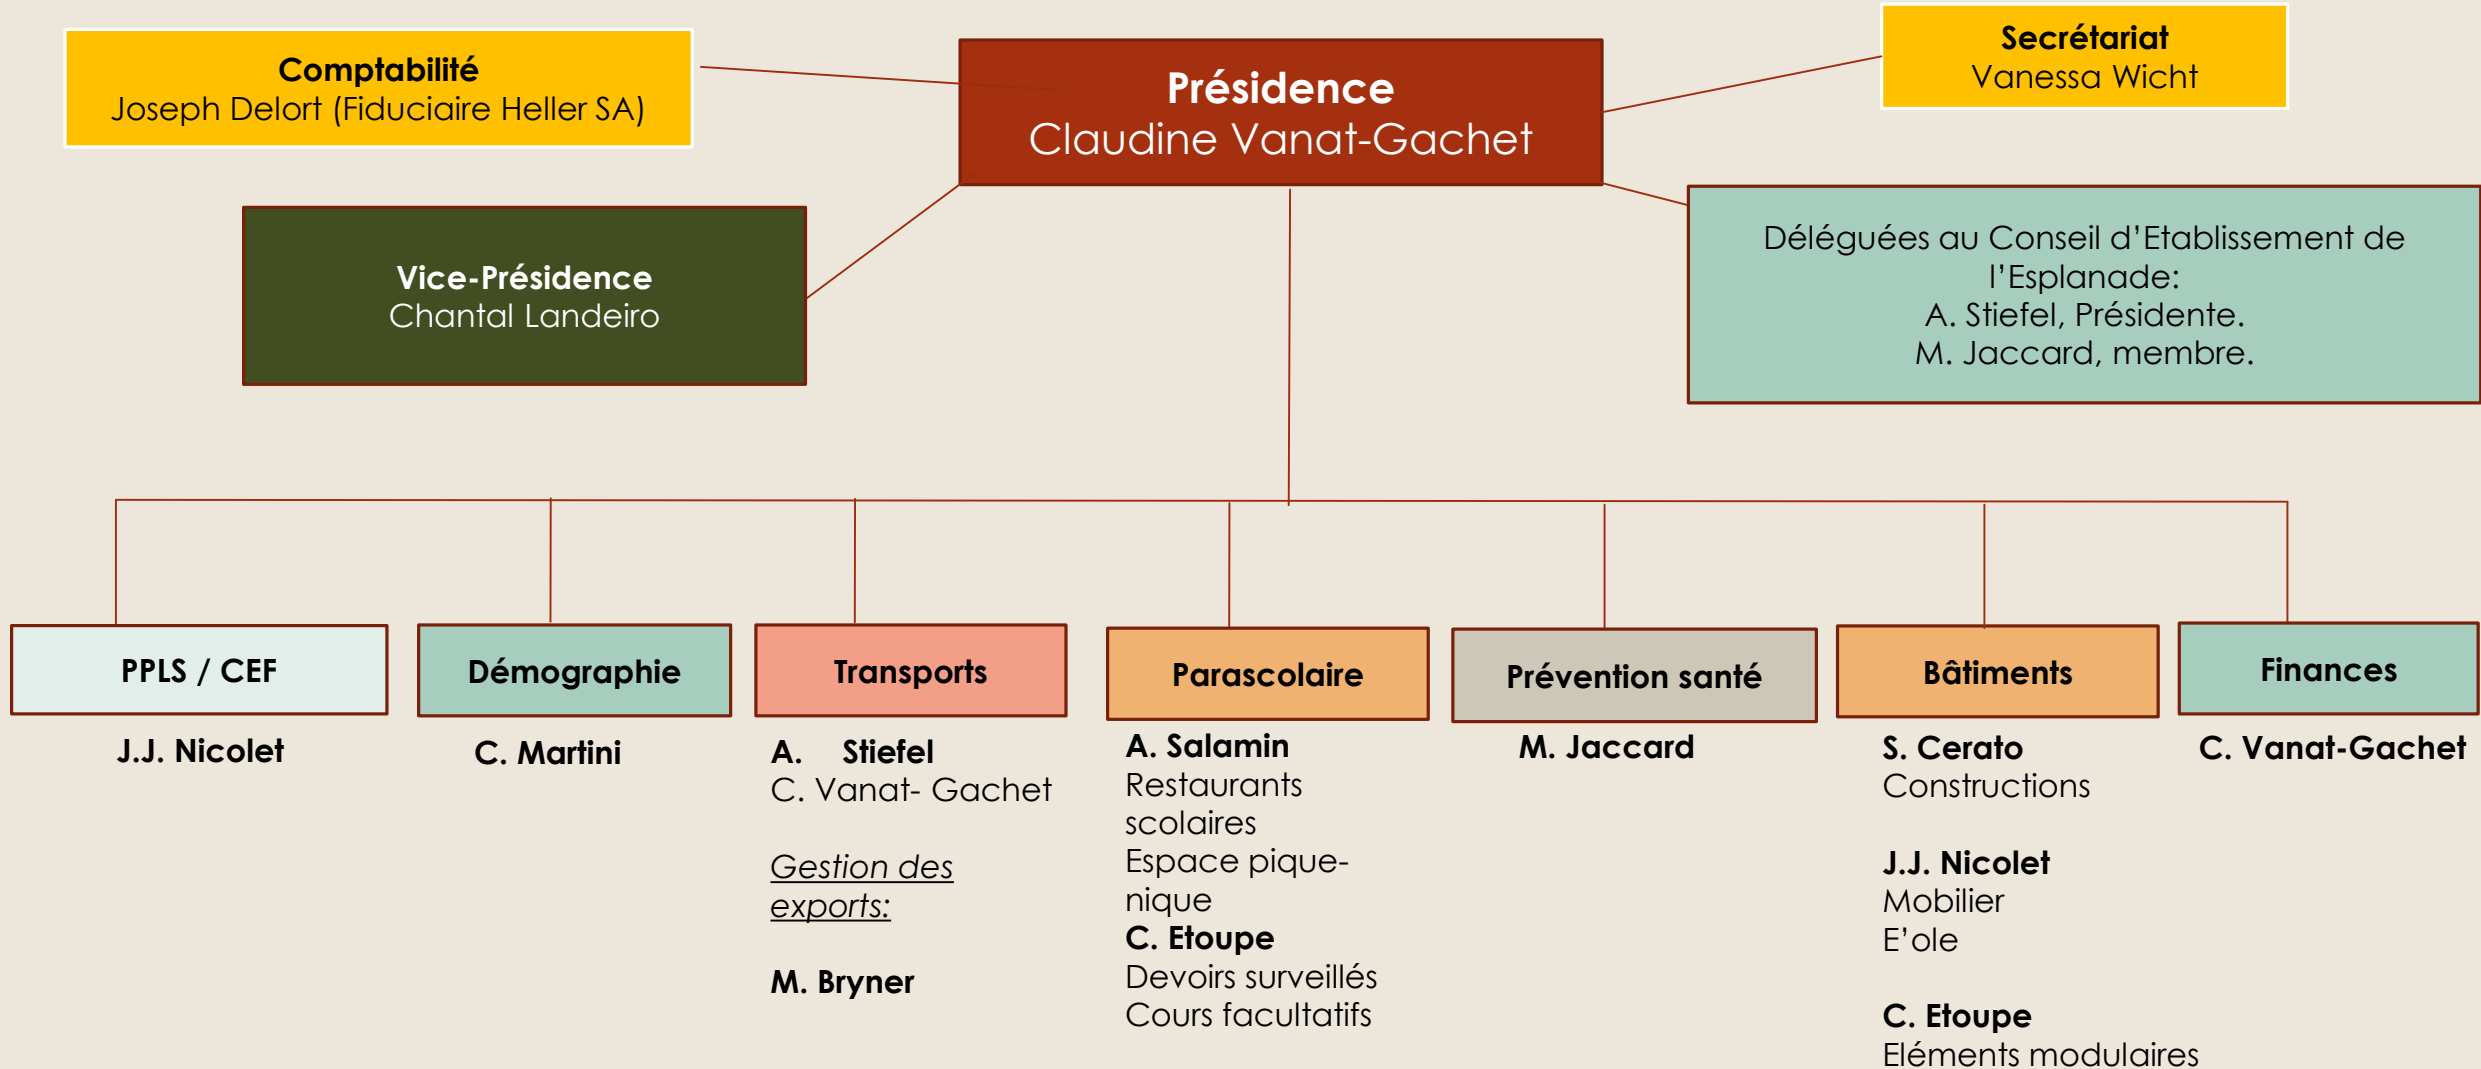 Comptabilité
Joseph Delort (Fiduciaire Heller SA)
Présidence
Claudine Vanat-Gachet
Secrétariat
Vanessa Wicht
Vice-Présidence
Chantal Landeiro
Déléguées au Conseil d’Etablissement de
l’Esplanade:
A. Stiefel, Présidente.
M. Jaccard, membre.
PPLS / CEF
J.J. Nicolet
Démographie
C. Martini
Transports
A. Stiefel
C. Vanat- Gachet
Gestion des
exports:
M. Bryner
Parascolaire
A. Salamin
Restaurants
scolaires
Espace pique-
nique
C. Etoupe
Devoirs surveillés
Cours facultatifs
Prévention santé
M. Jaccard
Bâtiments
S. Cerato
Constructions
J.J. Nicolet
Mobilier
E’ole
C. Etoupe
Eléments modulaires
Finances
C. Vanat-Gachet